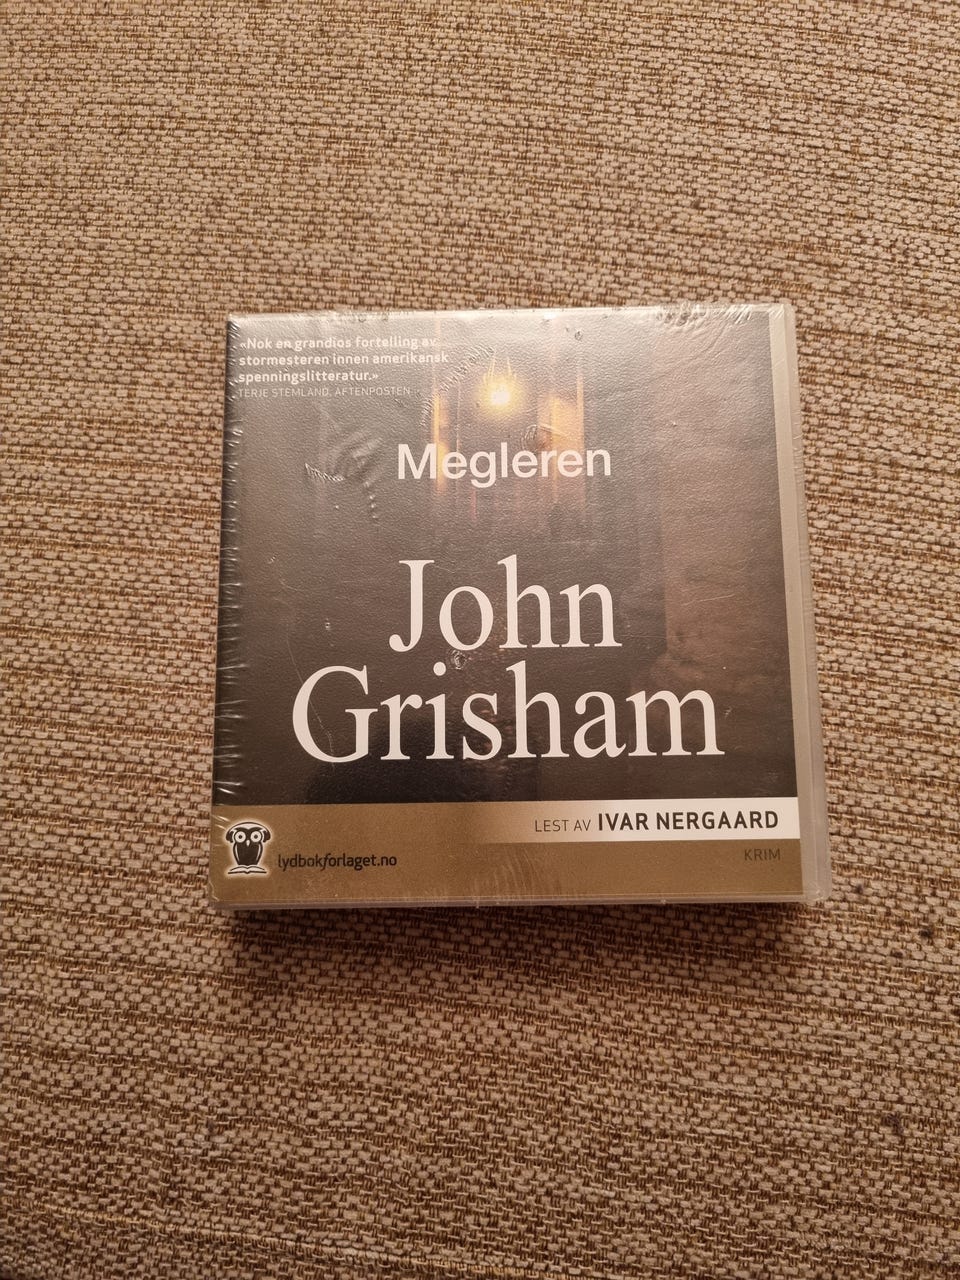 «Nok en grandios fortelling av
stormesteren innen amerikansk
spenningslitteratur.»
TERJE STEMLAND, AFTENPOSTEN
Megleren
John
Grisham
LEST AV IVAR NERGAARD
KRIM
lydbokforlaget.no